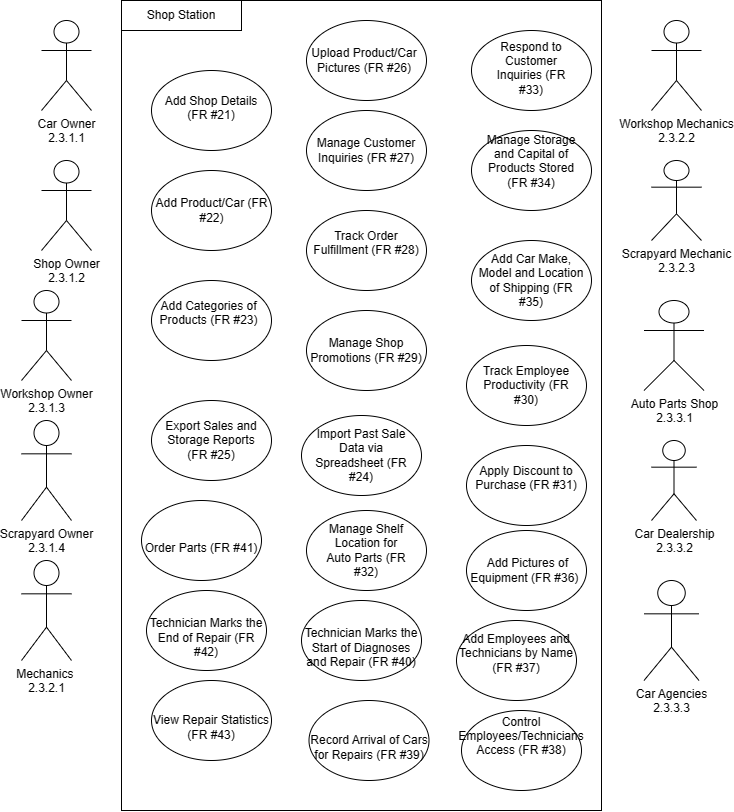 Shop Station
Car Owner
2.3.1.1
Shop Owner
2.3.1.2
Workshop Owner
2.3.1.3
Scrapyard Owner
2.3.1.4
Mechanics
2.3.2.1
Add Shop Details
(FR #21)
Add Product/Car (FR
#22)
Add Categories of
Products (FR #23)
Export Sales and
Storage Reports
(FR #25)
Order Parts (FR #41)
Technician Marks the
End of Repair (FR
#42)
View Repair Statistics
(FR #43)
Upload Product/Car
Pictures (FR #26)
Manage Customer
Inquiries (FR #27)
Track Order
Fulfillment (FR #28)
Manage Shop
Promotions (FR #29)
Import Past Sale
Data via
Spreadsheet (FR
#24)
Manage Shelf
Location for
Auto Parts (FR
#32)
Technician Marks the
Start of Diagnoses
and Repair (FR #40)
Record Arrival of Cars
for Repairs (FR #39)
Respond to
Customer
Inquiries (FR
#33)
Manage Storage
and Capital of
Products Stored
(FR #34)
Add Car Make,
Model and Location
of Shipping (FR
#35)
Track Employee
Productivity (FR
#30)
Apply Discount to
Purchase (FR #31)
Add Pictures of
Equipment (FR #36)
Add Employees and
Technicians by Name
(FR #37)
Control
Employees/Technicians
Access (FR #38)
Workshop Mechanics
2.3.2.2
Scrapyard Mechanic
2.3.2.3
Auto Parts Shop
2.3.3.1
Car Dealership
2.3.3.2
Car Agencies
2.3.3.3